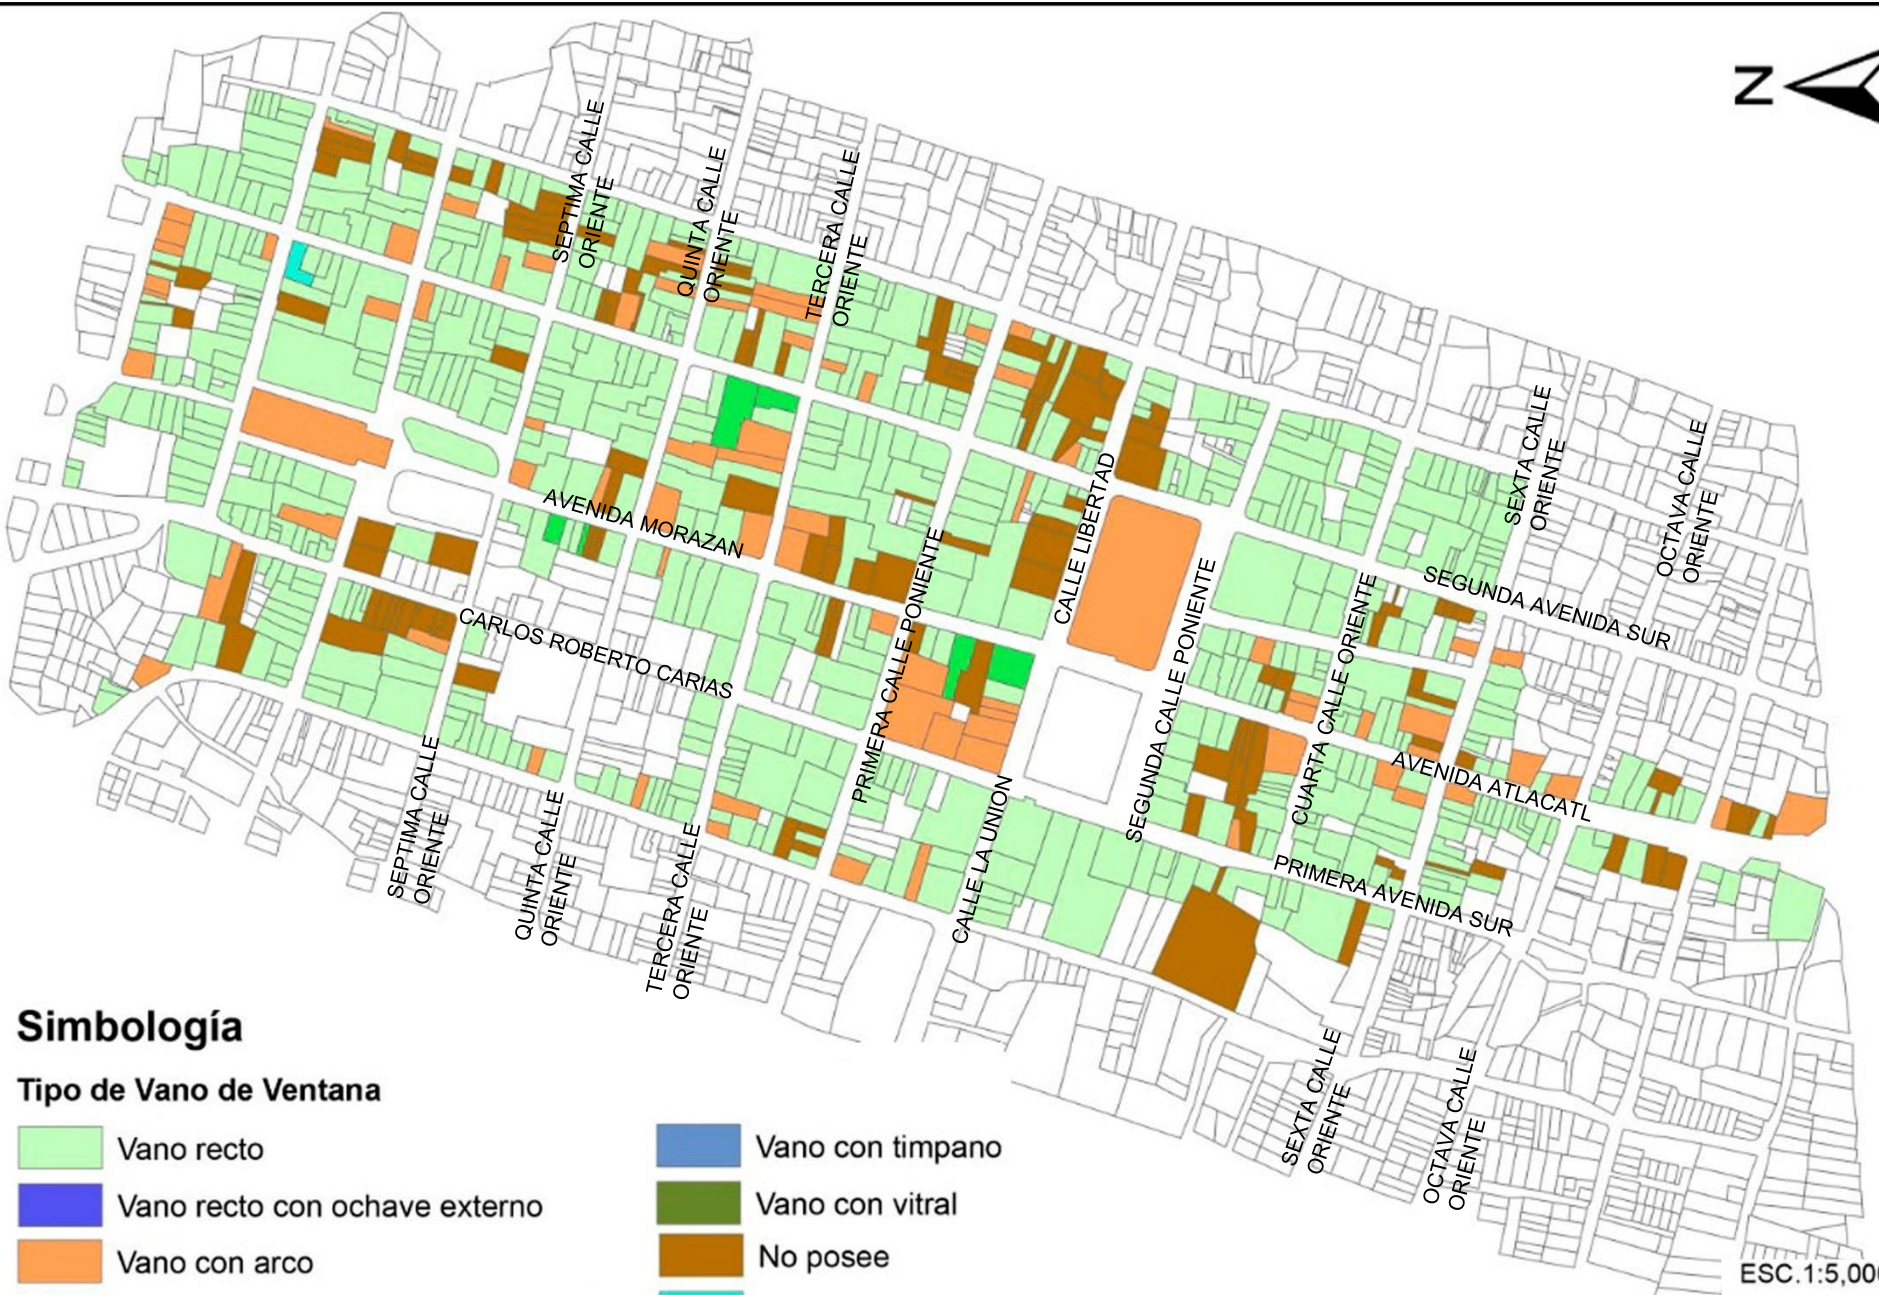 Z
SEPTIMA CALLE
ORIENTE
QUINTA CALLE
ORIENTE
TERCERA CALLE
ORIENTE
SEXTA CALLE
ORIENTE
OCTAVA CALLE
ORIENTE
AVENIDA MORAZAN
CALLE LIBERTAD
PRIMERA CALLE PONIENTE
SEGUNDA CALLE PONIENTE
CUARTA CALLE ORIENTE
SEGUNDA AVENIDA SUR
CARLOS ROBERTO CARIAS
AVENIDA ATLACATL
PRIMERA AVENIDA SUR
CALLE LA UNION
SEPTIMA CALLE
ORIENTE
QUINTA CALLE
ORIENTE
TERCERA CALLE
ORIENTE
SEXTA CALLE
ORIENTE
OCTAVA CALLE
ORIENTE
Simbología
Tipo de Vano de Ventana
Vano recto
Vano recto con ochave externo
Vano con arco
Vano con timpano
Vano con vitral
No posee
ESC.1:5,00